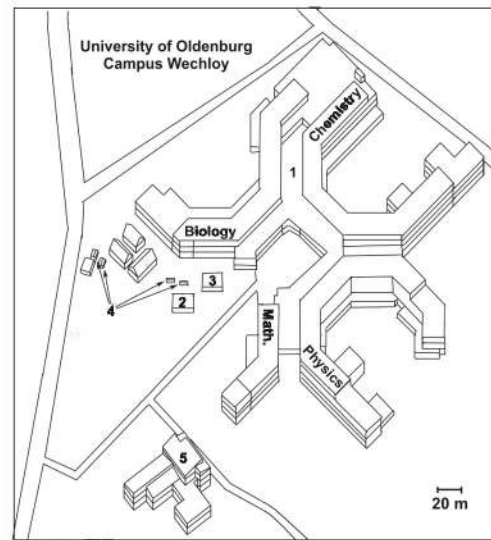 University of Oldenburg
Campus Wechloy
Chemistry
1
Biology
3
2
4
Math.
Physics
5
20 m